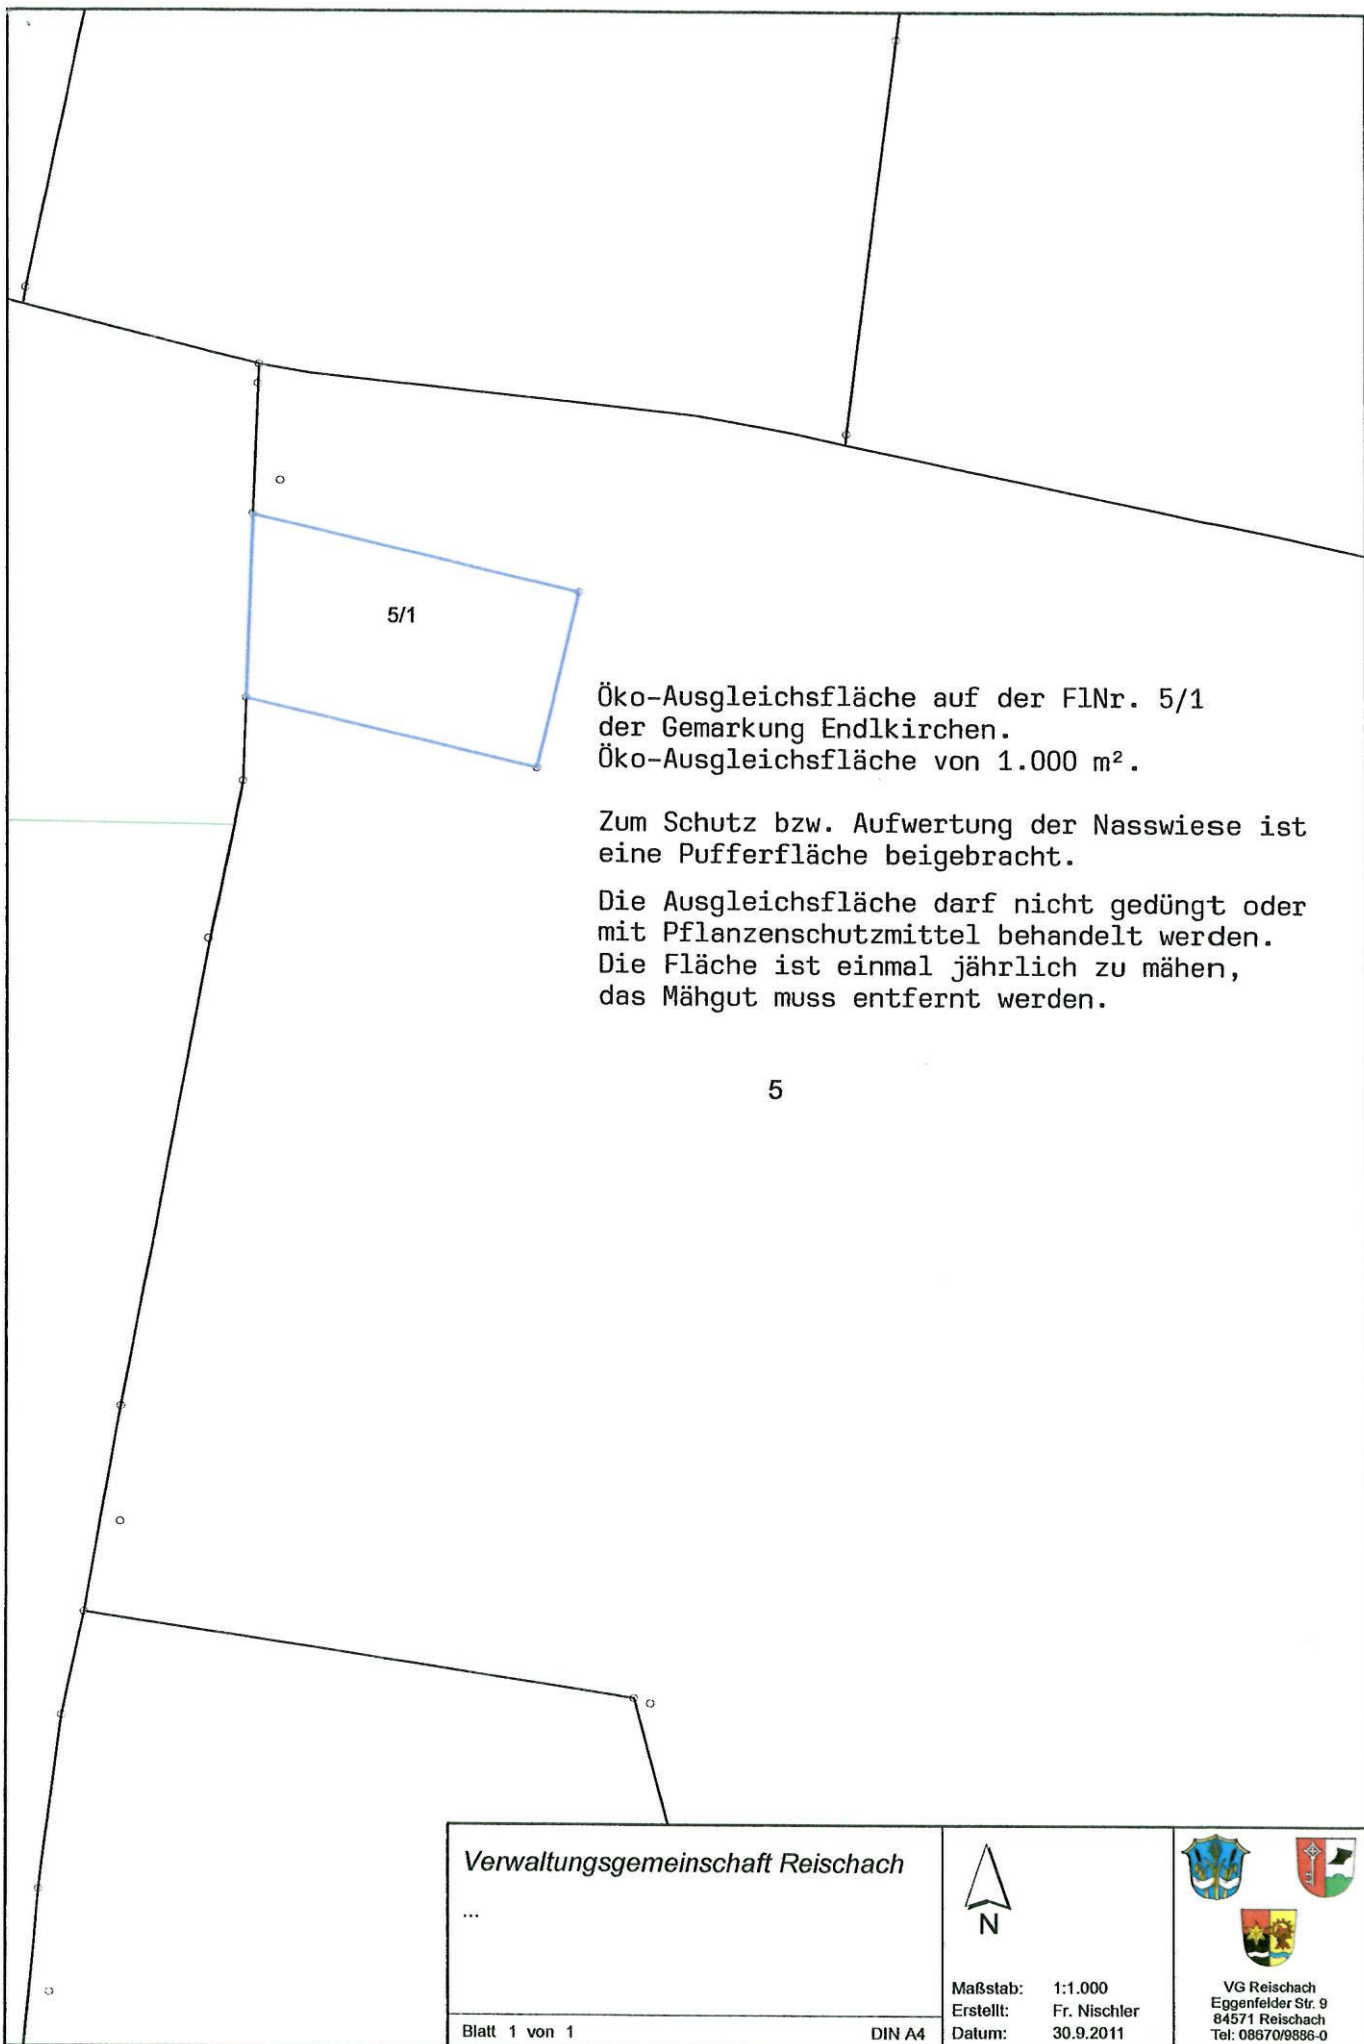 5/1
Öko-Ausgleichsfläche auf der FlNr. 5/1
der Gemarkung Endlkirchen.
Öko-Ausgleichsfläche von 1.000 m².
Zum Schutz bzw. Aufwertung der Nasswiese ist
eine Pufferfläche beigebracht.
Die Ausgleichsfläche darf nicht gedüngt oder
mit Pflanzenschutzmittel behandelt werden.
Die Fläche ist einmal jährlich zu mähen,
das Mähgut muss entfernt werden.
5
Verwaltungsgemeinschaft Reischach
...
Blatt 1 von 1
DIN A4
N
Maßstab: 1:1.000
Erstellt: Fr. Nischler
Datum: 30.9.2011
VG Reischach
Eggenfelder Str. 9
84571 Reischach
Tel: 08670/9886-0